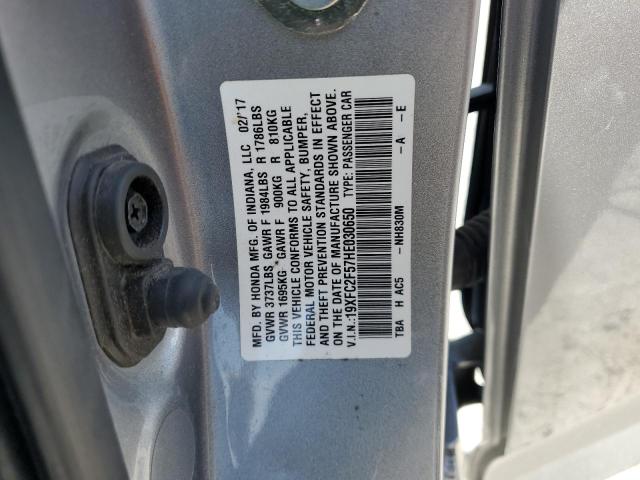 MFD. BY HONDA MFG. OF INDIANA, LLC 02/17
GVWR 3737LBS GAWR F 1984LBS R 1786LBS
GVWR 1695KG GAWR F 900KG R 810KG
THIS VEHICLE CONFORMS TO ALL APPLICABLE
FEDERAL MOTOR VEHICLE SAFETY, BUMPER,
AND THEFT PREVENTION STANDARDS IN EFFECT
ON THE DATE OF MANUFACTURE SHOWN ABOVE.
V.I.N.:19XFC2F57HE030650 TYPE: PASSENGER CAR
TBA H AC5 -NH830M -A -E